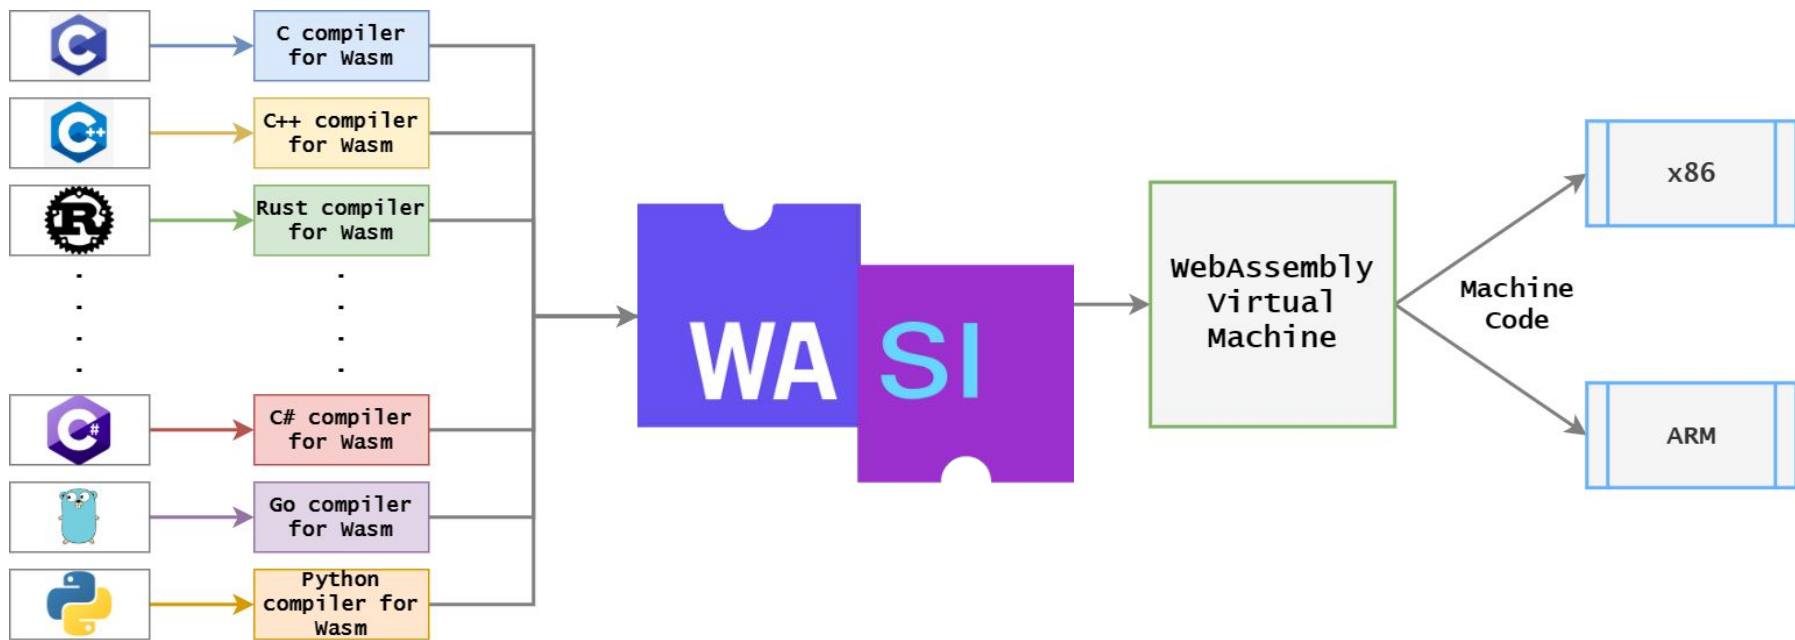 C
C compiler
for Wasm
C++
C++ compiler
for Wasm
R
Rust compiler
for Wasm
C#
C# compiler
for Wasm
Go compiler
for Wasm
Python
compiler for
Wasm
WA SI
WebAssembly
Virtual
Machine
Machine
Code
x86
ARM